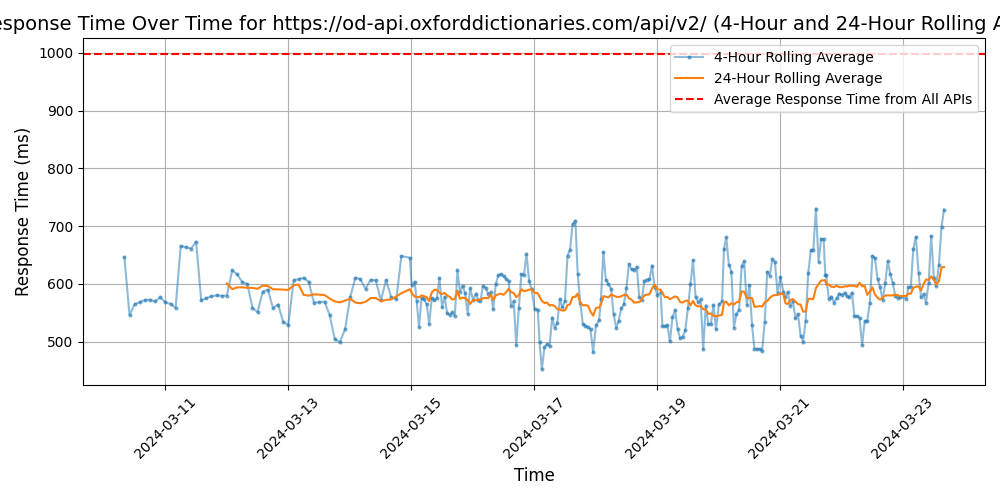 esponse Time Over Time for https://od-api.oxforddictionaries.com/api/v2/ (4-Hour and 24-Hour Rolling A
4-Hour Rolling Average
24-Hour Rolling Average
Average Response Time from All APIs
Response Time (ms)
1000
900
800
700
600
500
2024-03-11
2024-03-13
2024-03-15
2024-03-17
2024-03-19
2024-03-21
2024-03-23
Time